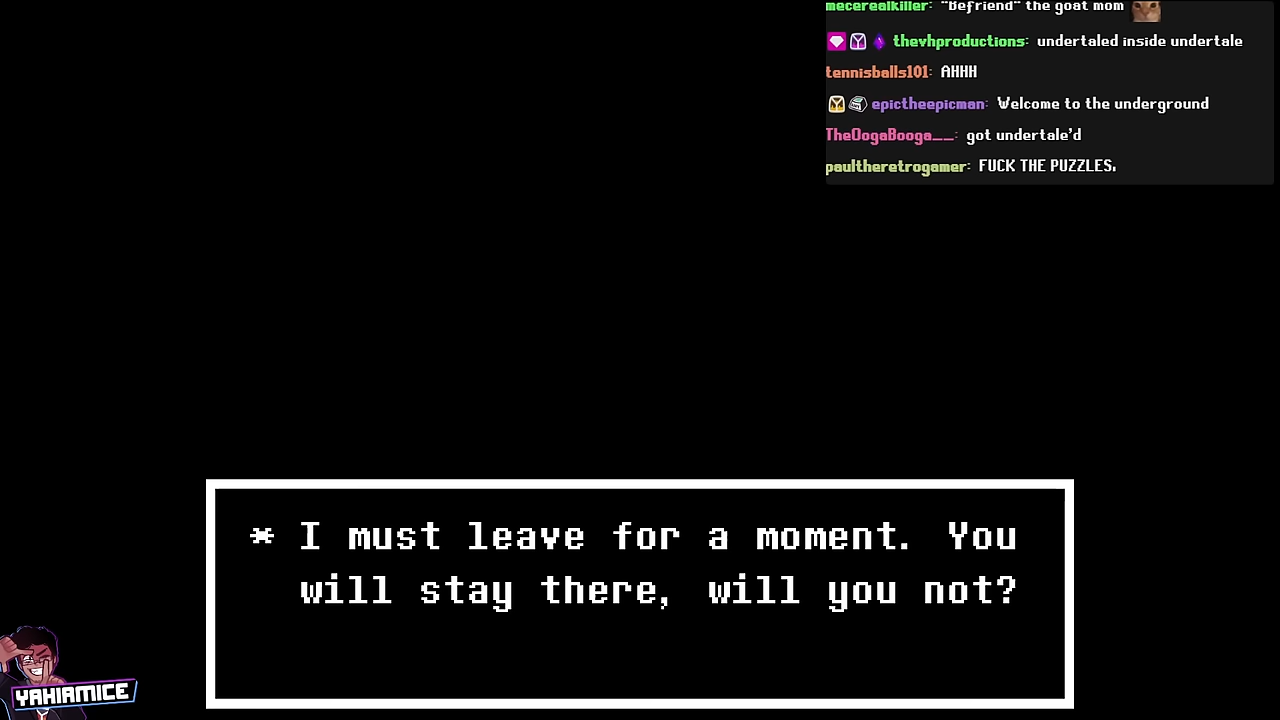 mecerealkiller: "Befriend" the goat mom
thevhproductions: undertaled inside undertale
tennisballs101: AHHH
epictheepicman: Welcome to the underground
TheOogaBooga__: got undertale'd
paultheretrogamer: FUCK THE PUZZLES.
* I must leave for a moment. You
will stay there, will you not?
YAHIAMICE